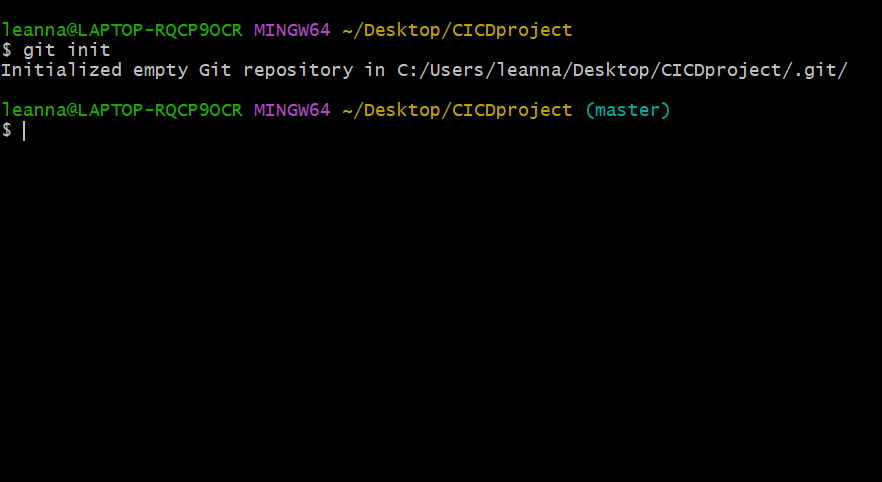 leanna@LAPTOP-RQCP9OCR MINGW64 ~/Desktop/CICDproject
$ git init
Initialized empty Git repository in C:/Users/leanna/Desktop/CICDproject/.git/
leanna@LAPTOP-RQCP9OCR MINGW64 ~/Desktop/CICDproject (master)
$